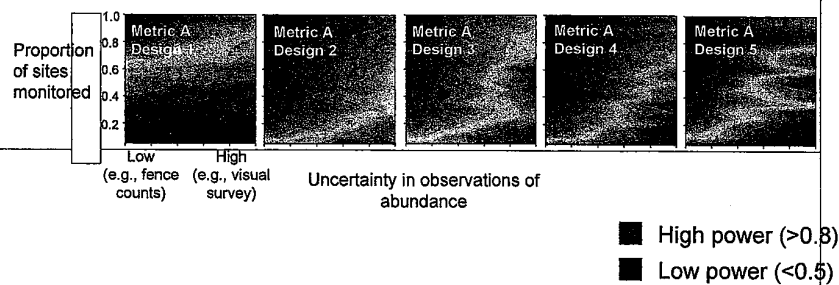 Proportion
of sites
monitored
1.0
0.8
0.6
0.4
0.2
Metric A
Design 1
Metric A
Design 2
Metric A
Design 3
Metric A
Design 4
Metric A
Design 5
Low
(e.g., fence
counts)
High
(e.g., visual
survey)
Uncertainty in observations of
abundance
High power (>0.8)
Low power (<0.5)